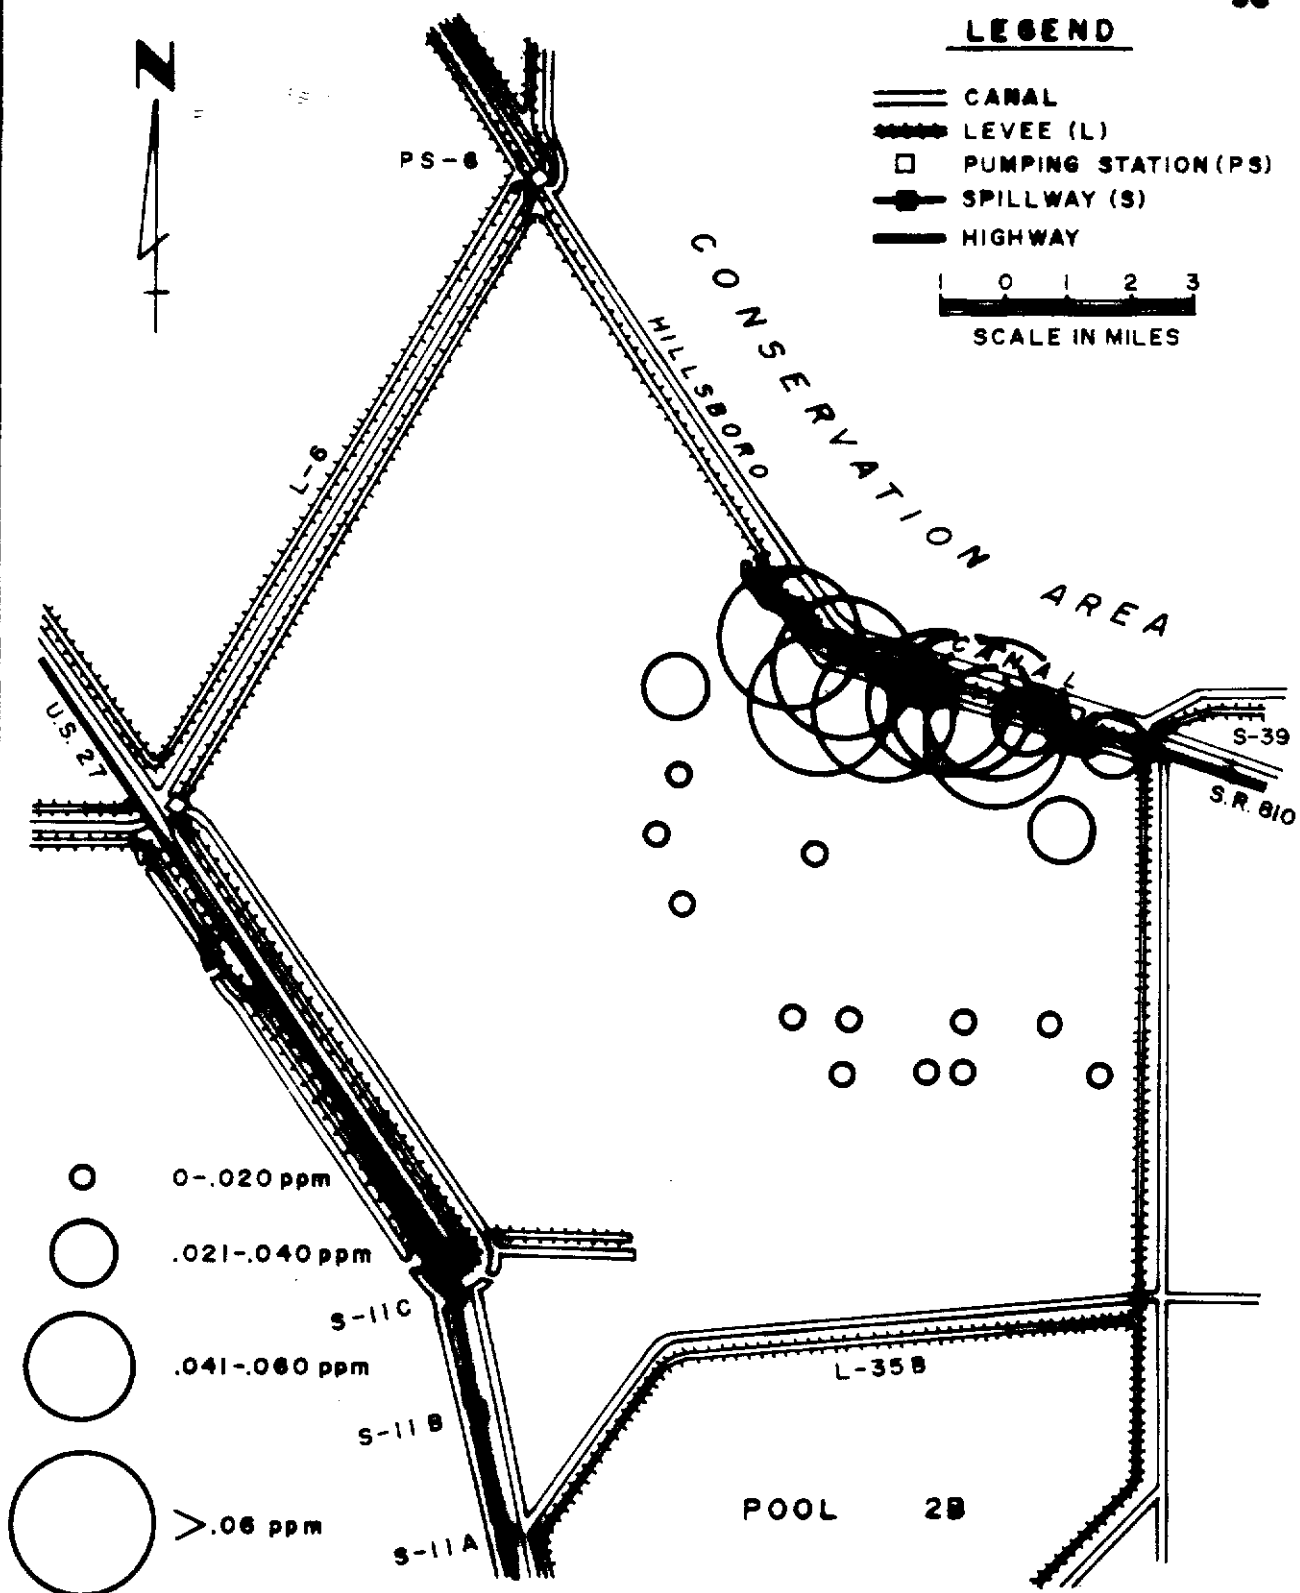 LEGEND
N
CANAL
LEVEE (L)
PUMPING STATION (PS)
SPILLWAY (S)
HIGHWAY
1 0 1 2 3
SCALE IN MILES
PS-6
CONSERVATION AREA
HILLSBORO
CANAL
L-6
U.S. 27
S-39
S.R. 810
0-.020 ppm
.021-.040 ppm
.041-.060 ppm
>.06 ppm
S-11C
S-11B
S-11A
L-35B
POOL 2B